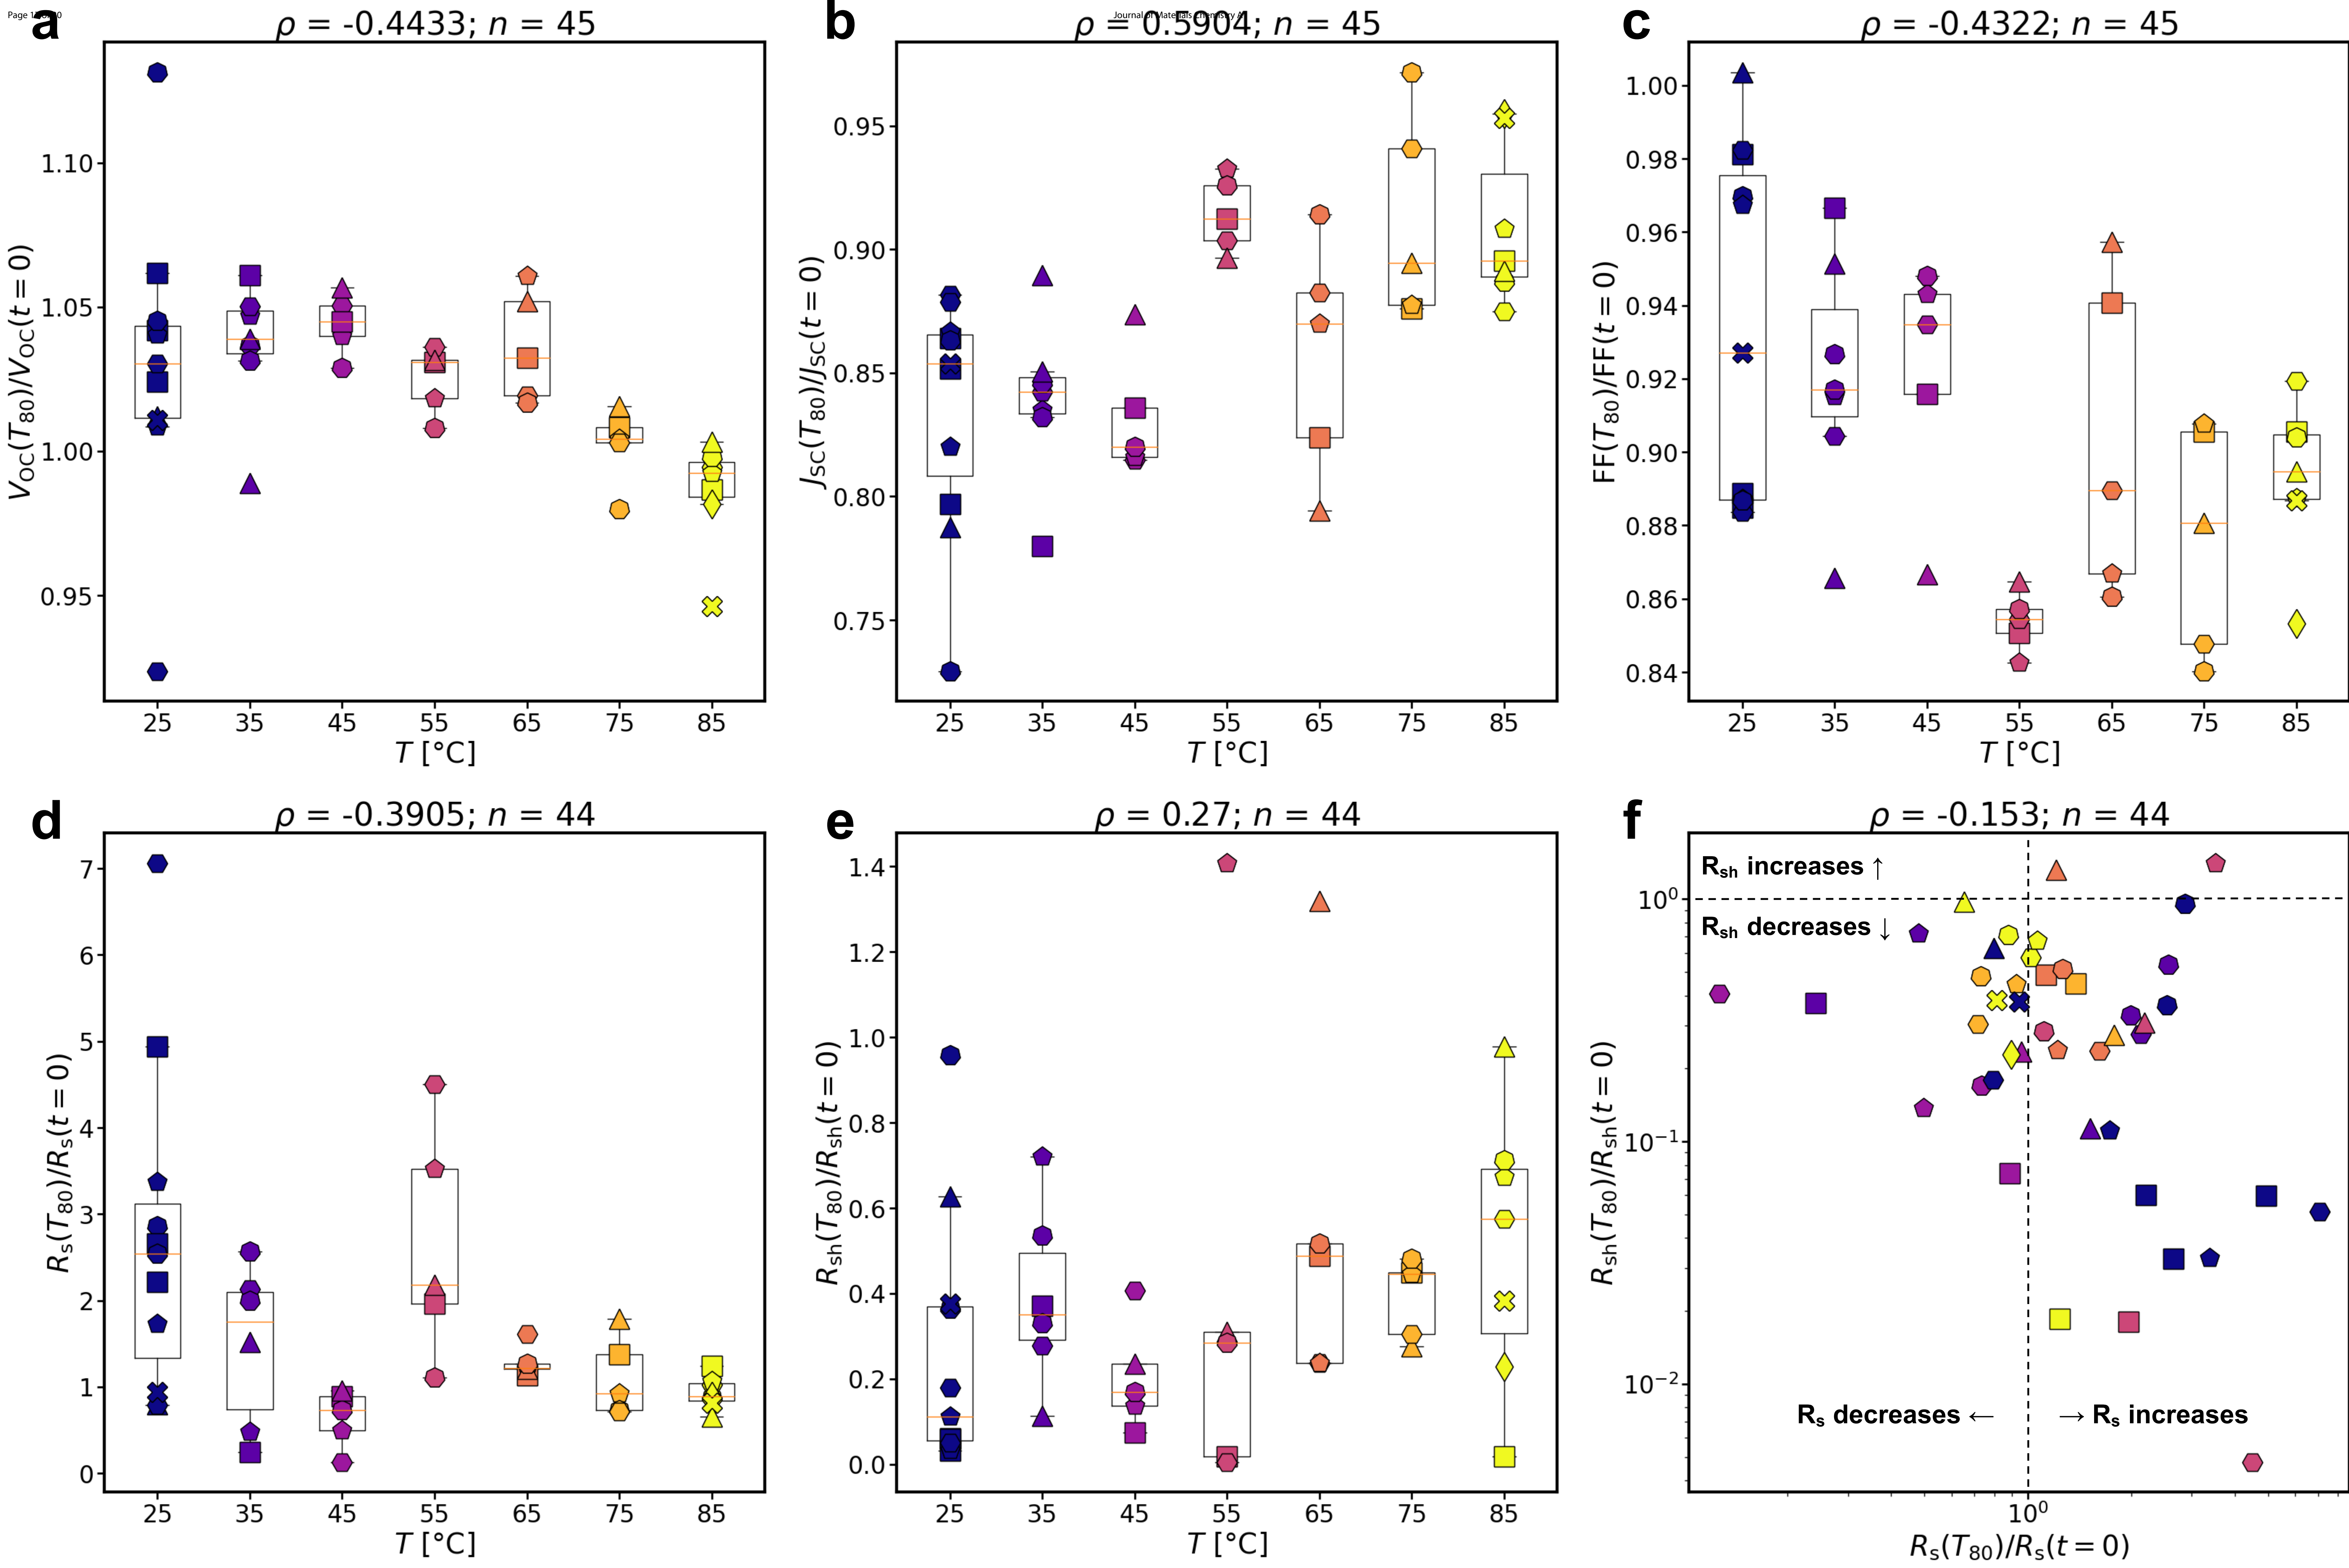 Page 1
Journal of Materials Chemistry A
a
ρ = -0.4433; n = 45
V_OC(T_80)/V_OC(t = 0)
1.10
1.05
1.00
0.95
25 35 45 55 65 75 85
T [°C]
b
ρ = 0.5904; n = 45
J_SC(T_80)/J_SC(t = 0)
0.95
0.90
0.85
0.80
0.75
25 35 45 55 65 75 85
T [°C]
c
ρ = -0.4322; n = 45
FF(T_80)/FF(t = 0)
1.00
0.98
0.96
0.94
0.92
0.90
0.88
0.86
0.84
25 35 45 55 65 75 85
T [°C]
d
ρ = -0.3905; n = 44
R_s(T_80)/R_s(t = 0)
7
6
5
4
3
2
1
0
25 35 45 55 65 75 85
T [°C]
e
ρ = 0.27; n = 44
R_sh(T_80)/R_sh(t = 0)
1.4
1.2
1.0
0.8
0.6
0.4
0.2
0.0
25 35 45 55 65 75 85
T [°C]
f
ρ = -0.153; n = 44
R_sh(T_80)/R_sh(t = 0)
R_sh increases ↑
10^0
R_sh decreases ↓
10^−1
10^−2
R_s decreases ←
→ R_s increases
10^0
R_s(T_80)/R_s(t = 0)